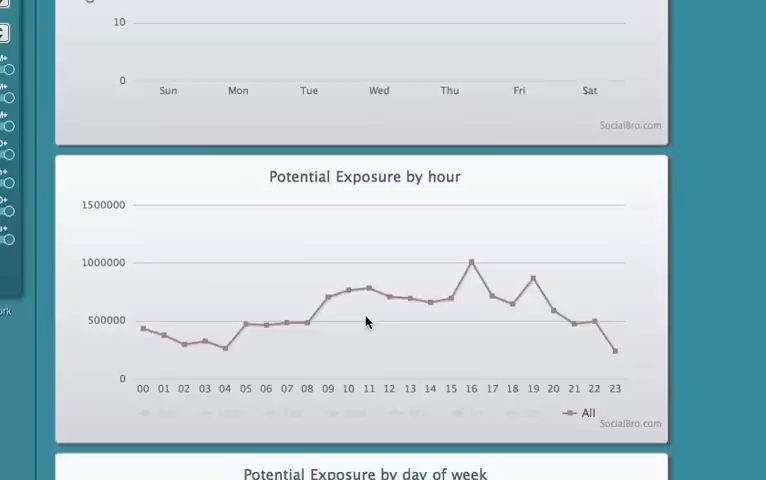 10
0
Sun Mon Tue Wed Thu Fri Sat
SocialBro.com
Potential Exposure by hour
1500000
1000000
500000
0
00 01 02 03 04 05 06 07 08 09 10 11 12 13 14 15 16 17 18 19 20 21 22 23
All
SocialBro.com
Potential Exposure by day of week